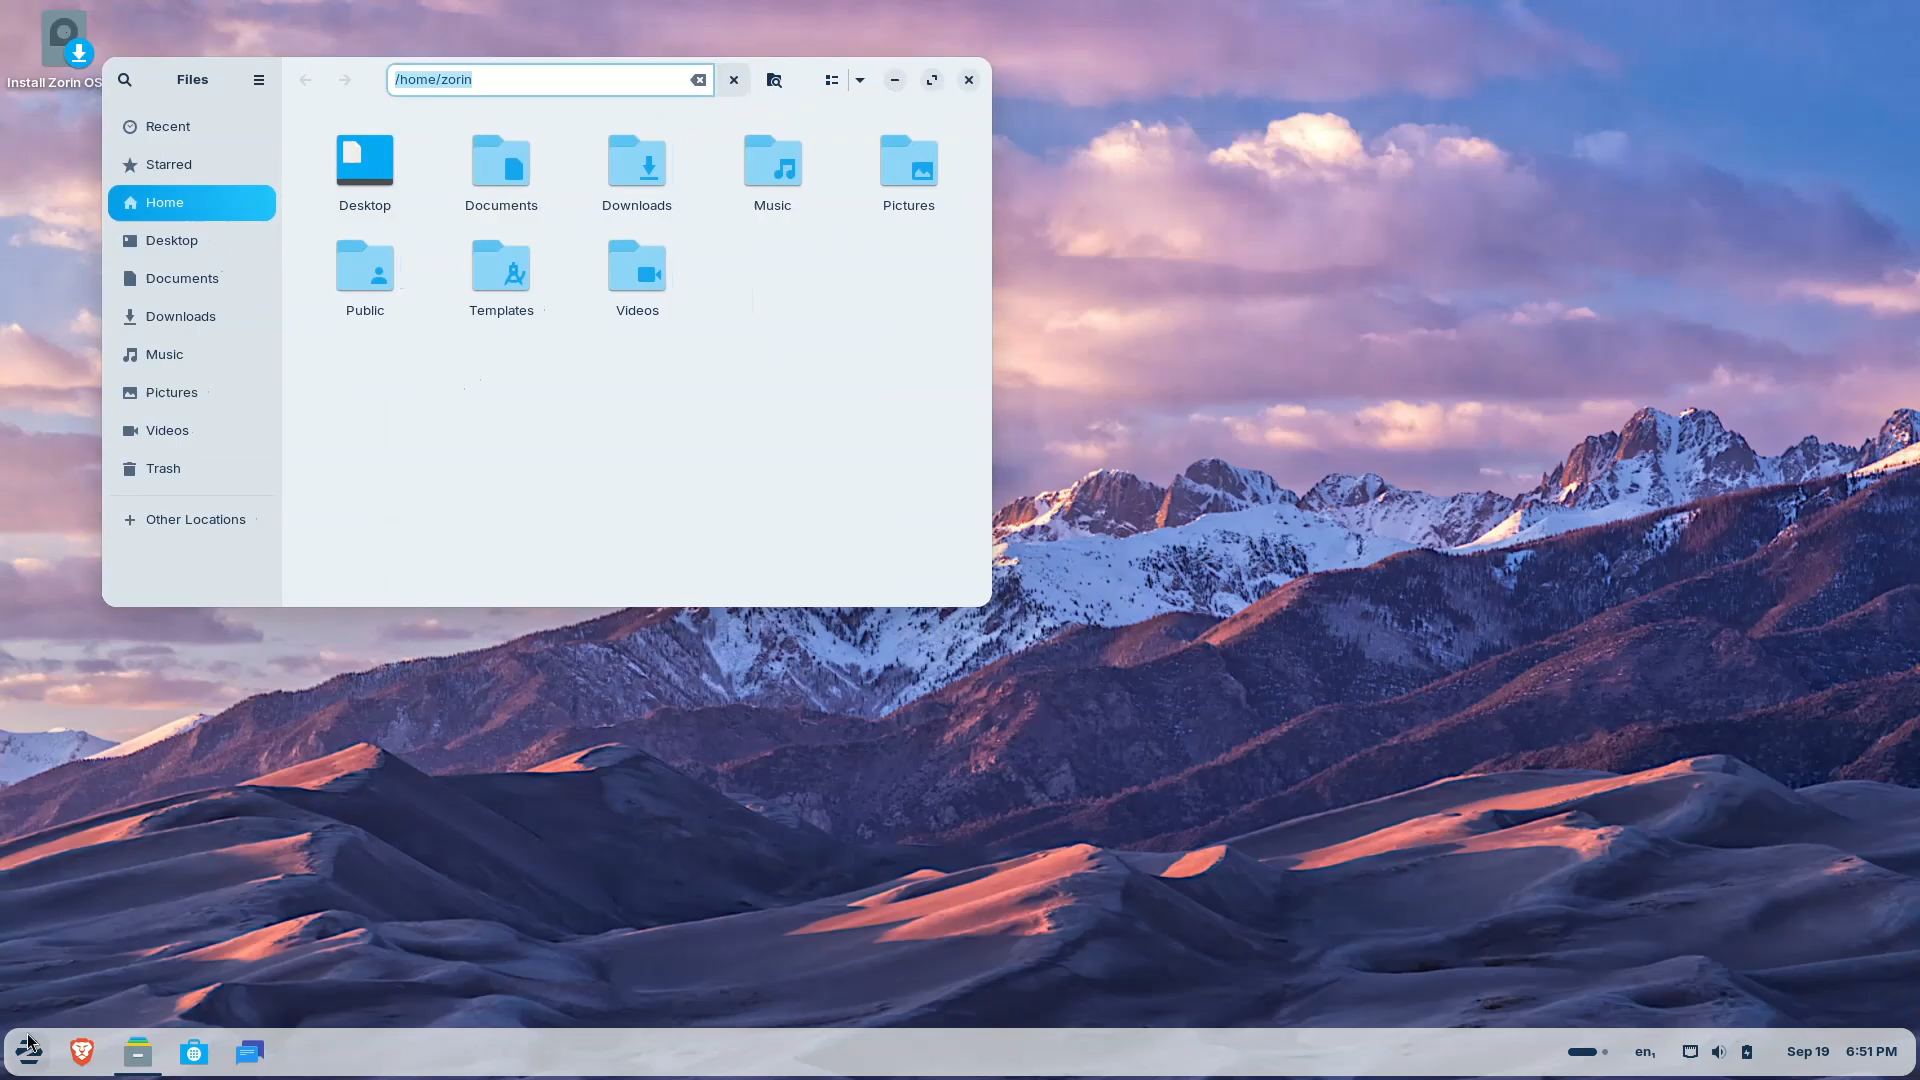 Install Zorin OS
Files
/home/zorin
Recent
Starred
Home
Desktop
Documents
Downloads
Music
Pictures
Videos
Trash
Other Locations
Desktop
Documents
Downloads
Music
Pictures
Public
Templates
Videos
en₁
Sep 19
6:51 PM